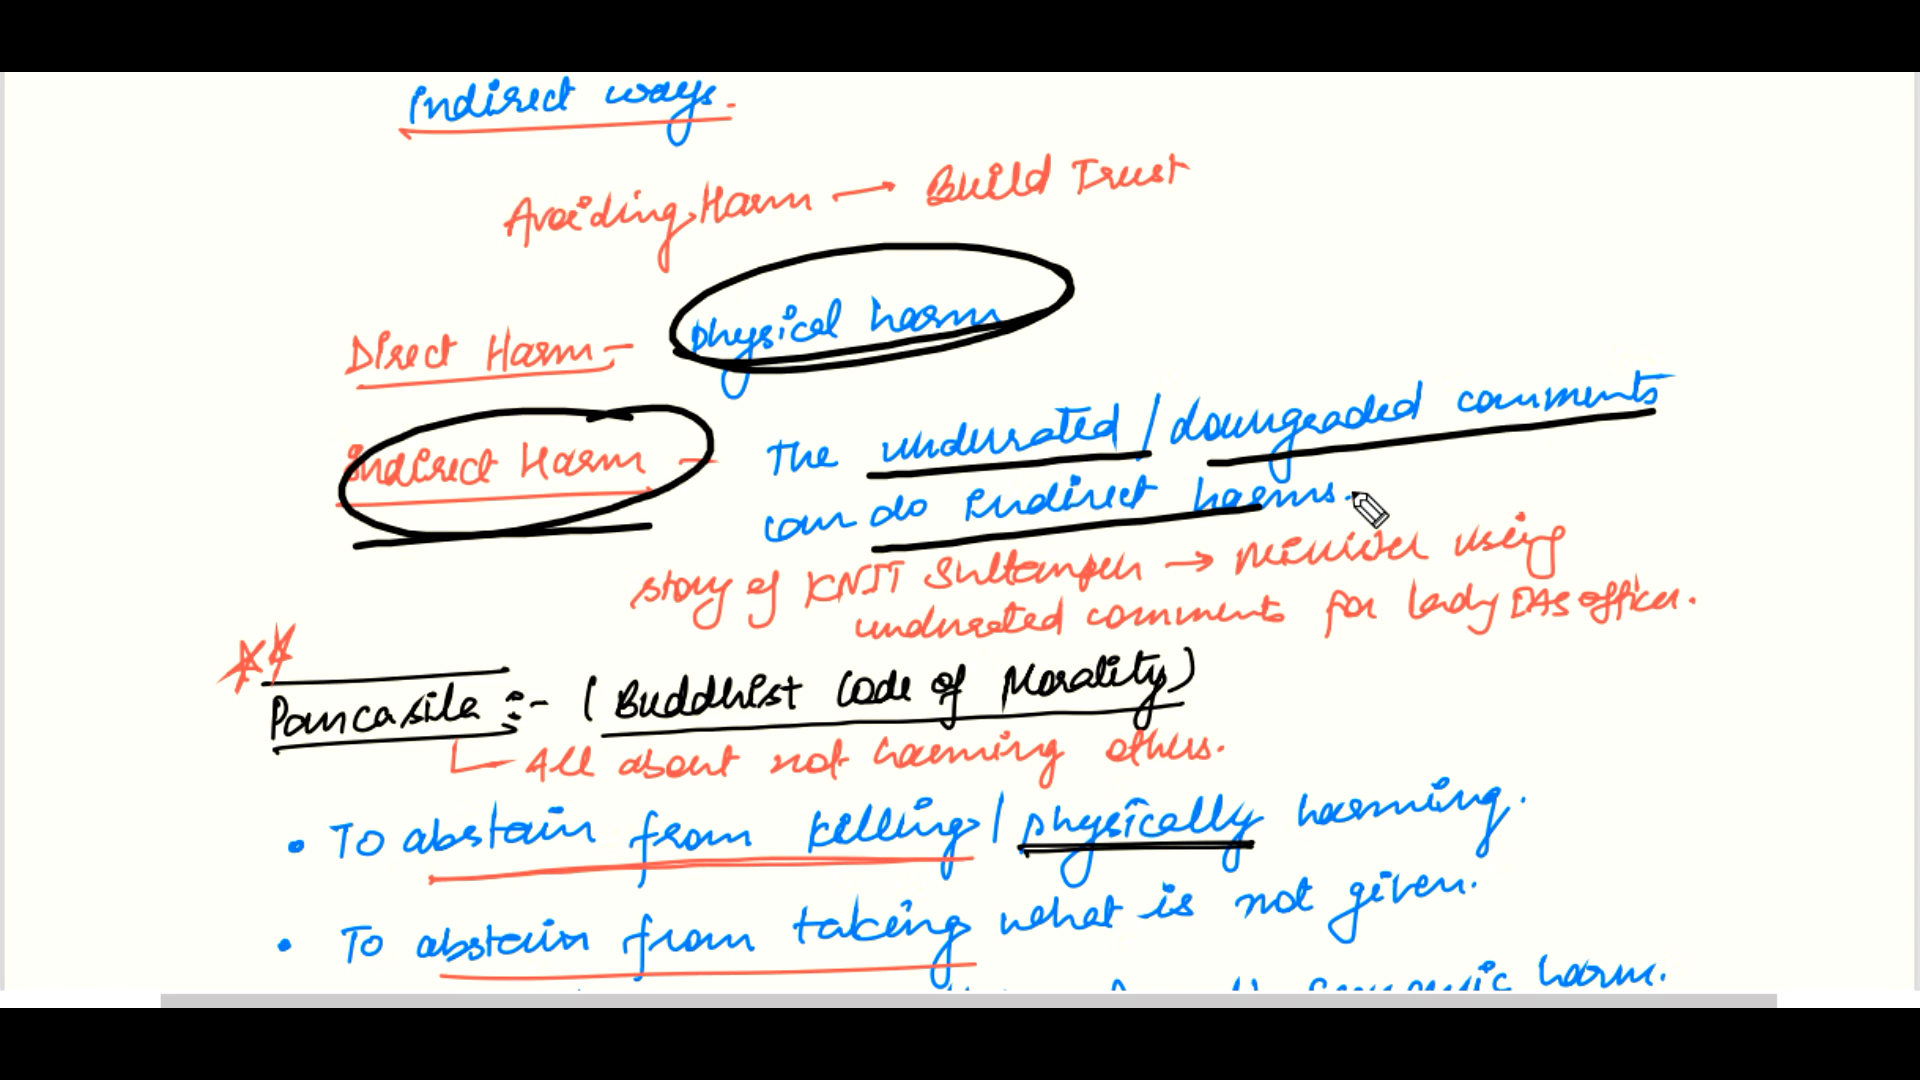 Indirect ways.
Avoiding Harm → Build Trust
Direct Harm - physical harm
Indirect Harm - The underrated / downgraded comments
can do indirect harms.
story of KNIT Sultanpur → Minister using
underrated comments for lady IAS officer.
Pancasila :- (Buddhist Code of Morality)
All about not harming others.
• To abstain from killing / physically harming.
• To abstain from taking what is not given.
harm.